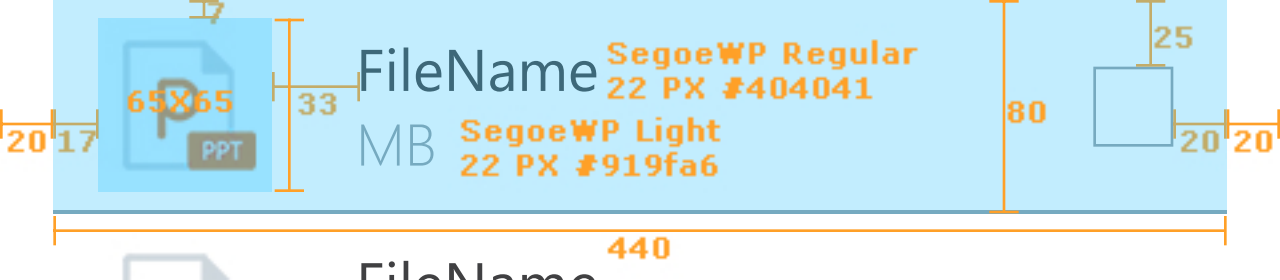 7
FileName SegoeWP Regular
22 PX #404041
25
65X65
P
33
80
20 17
MB SegoeWP Light
22 PX #919fa6
PPT
20 20
440
FileName